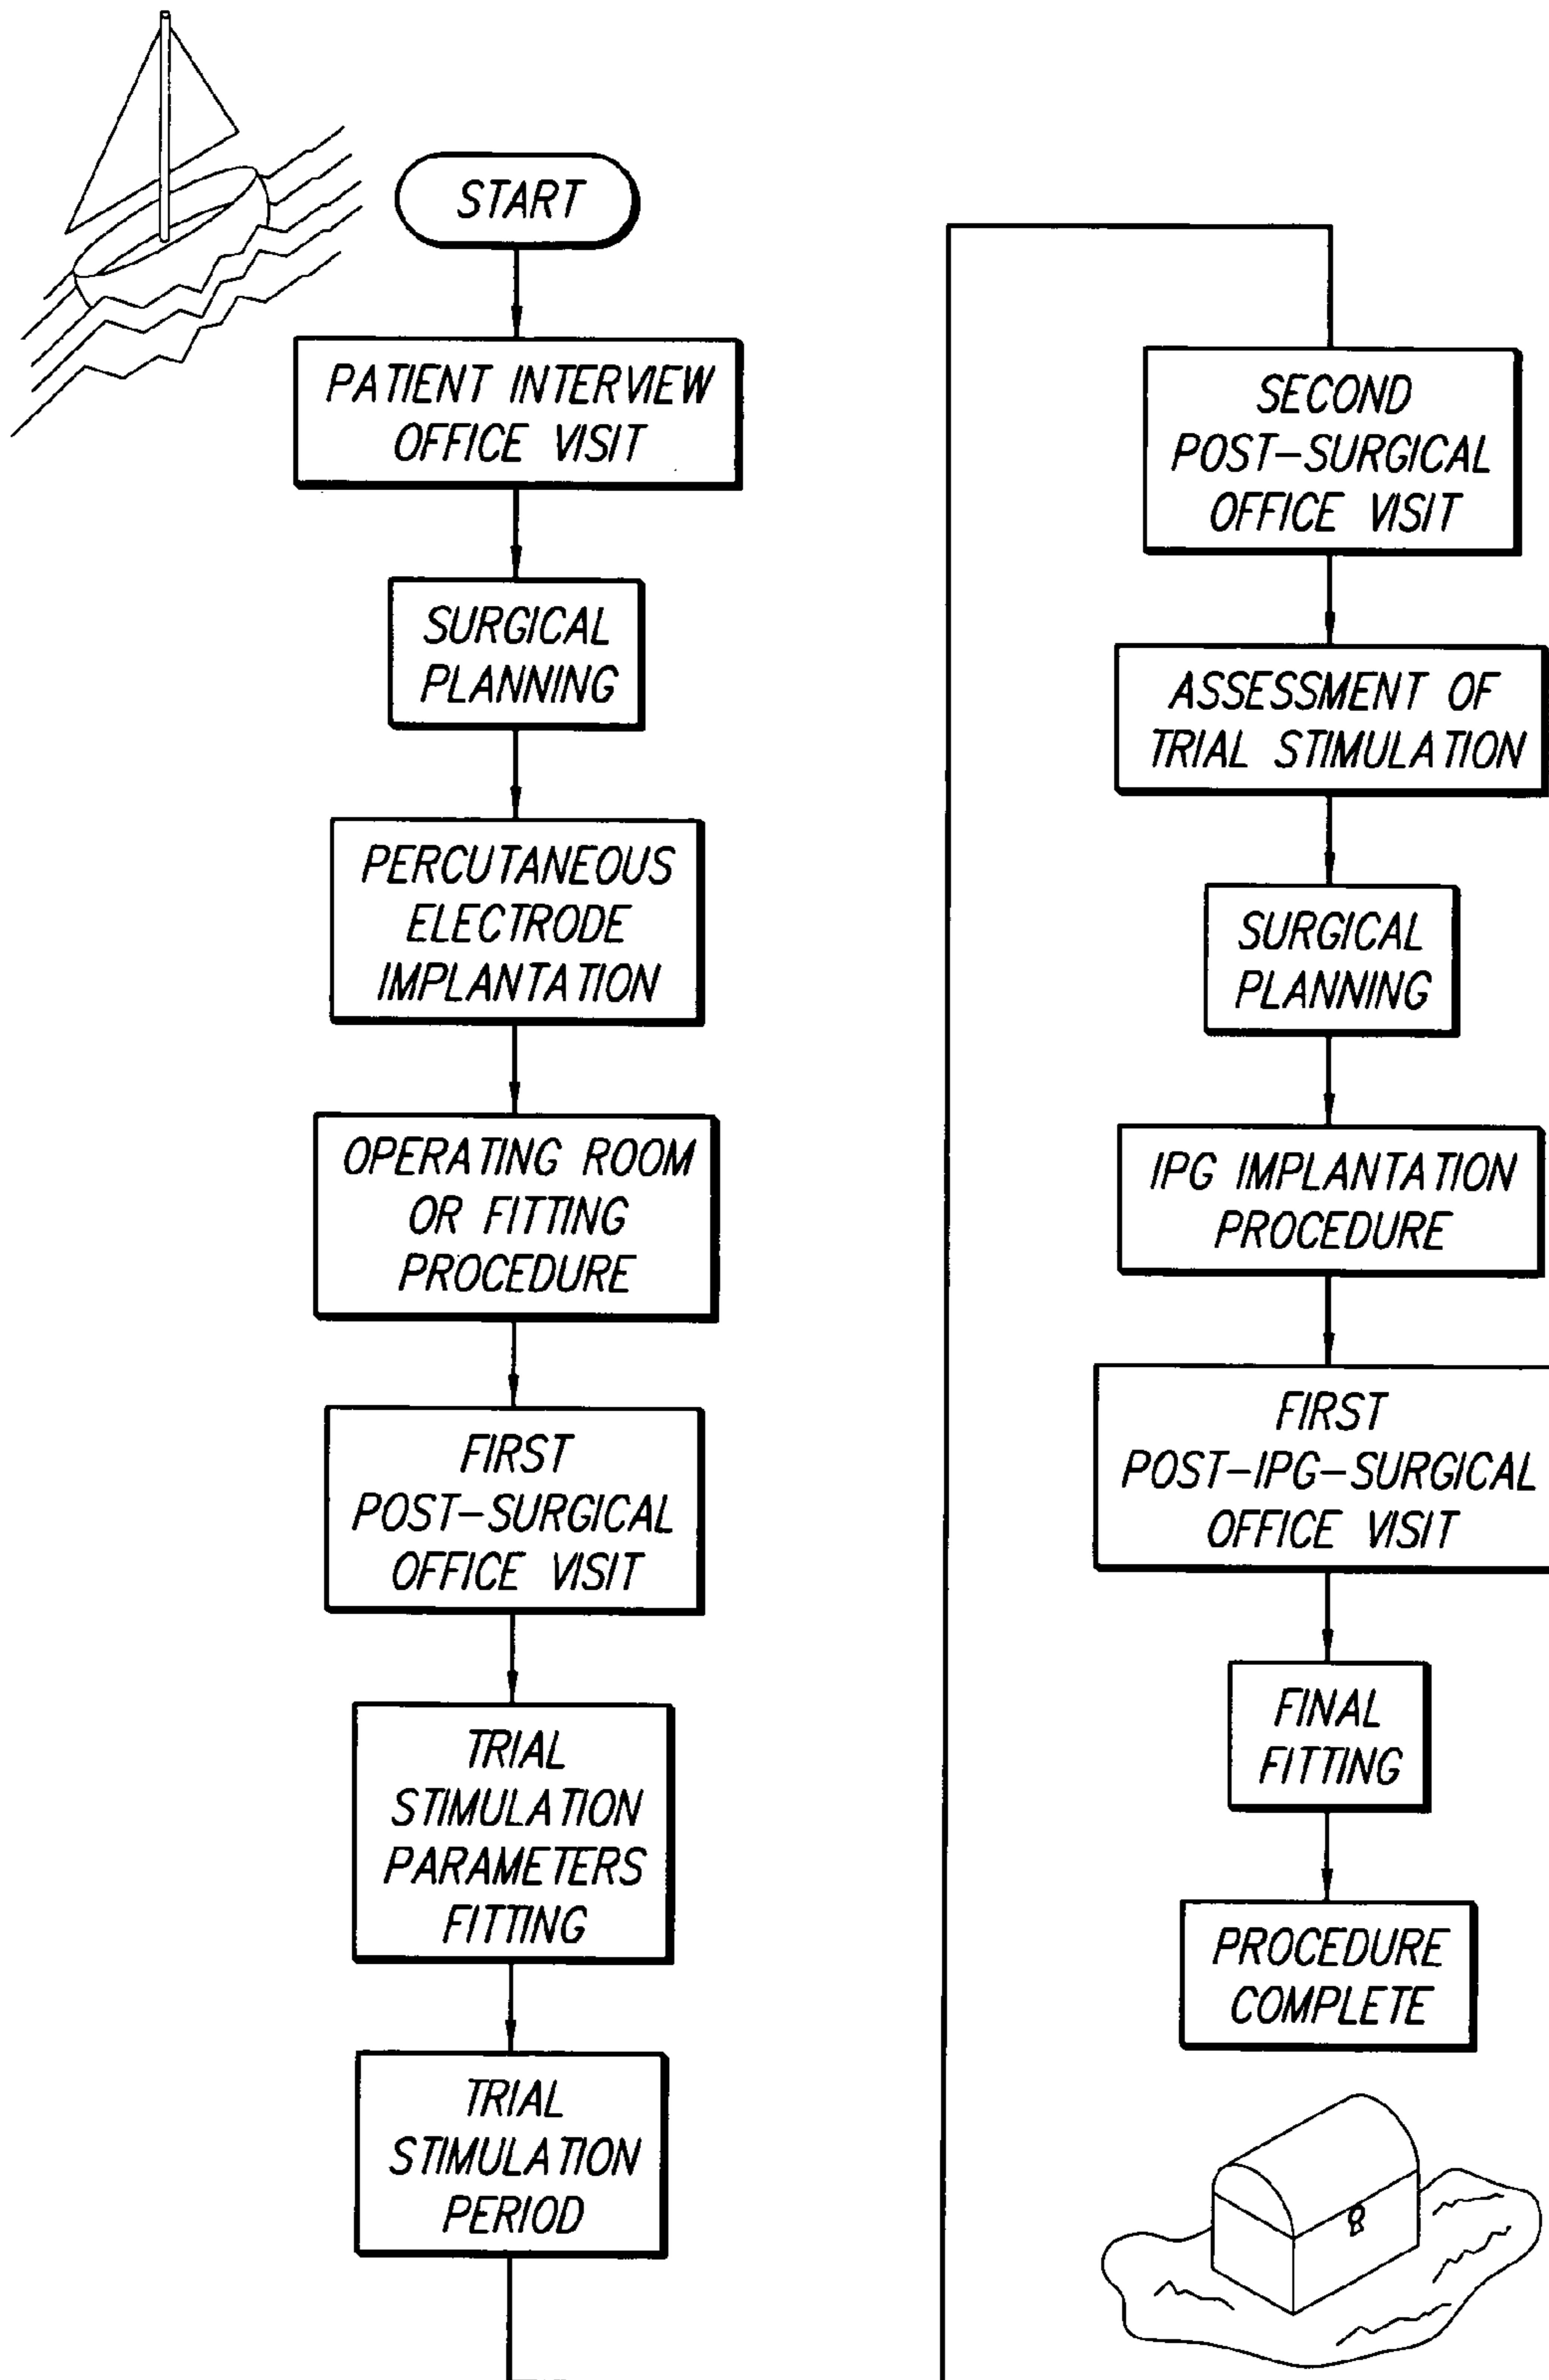 START
PATIENT INTERVIEW
OFFICE VISIT
SURGICAL
PLANNING
PERCUTANEOUS
ELECTRODE
IMPLANTATION
OPERATING ROOM
OR FITTING
PROCEDURE
FIRST
POST-SURGICAL
OFFICE VISIT
TRIAL
STIMULATION
PARAMETERS
FITTING
TRIAL
STIMULATION
PERIOD
SECOND
POST-SURGICAL
OFFICE VISIT
ASSESSMENT OF
TRIAL STIMULATION
SURGICAL
PLANNING
IPG IMPLANTATION
PROCEDURE
FIRST
POST-IPG-SURGICAL
OFFICE VISIT
FINAL
FITTING
PROCEDURE
COMPLETE